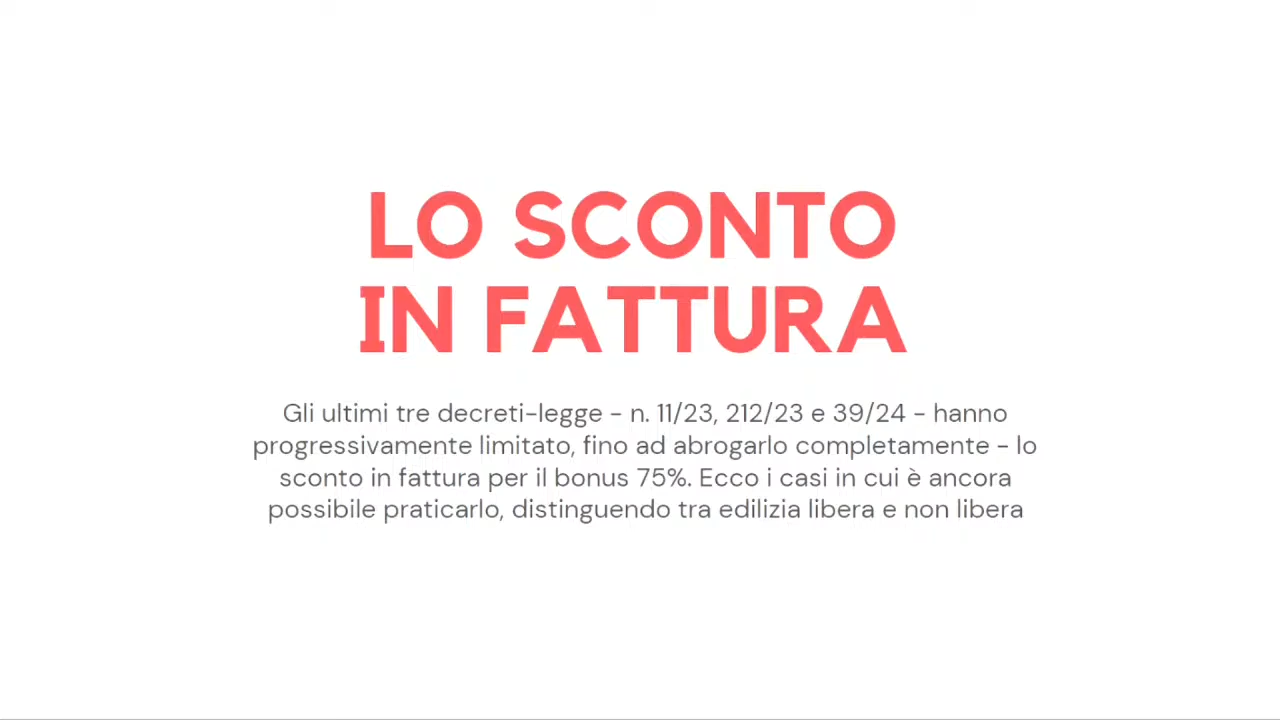 LO SCONTO
IN FATTURA
Gli ultimi tre decreti-legge - n. 11/23, 212/23 e 39/24 - hanno
progressivamente limitato, fino ad abrogarlo completamente - lo
sconto in fattura per il bonus 75%. Ecco i casi in cui è ancora
possibile praticarlo, distinguendo tra edilizia libera e non libera